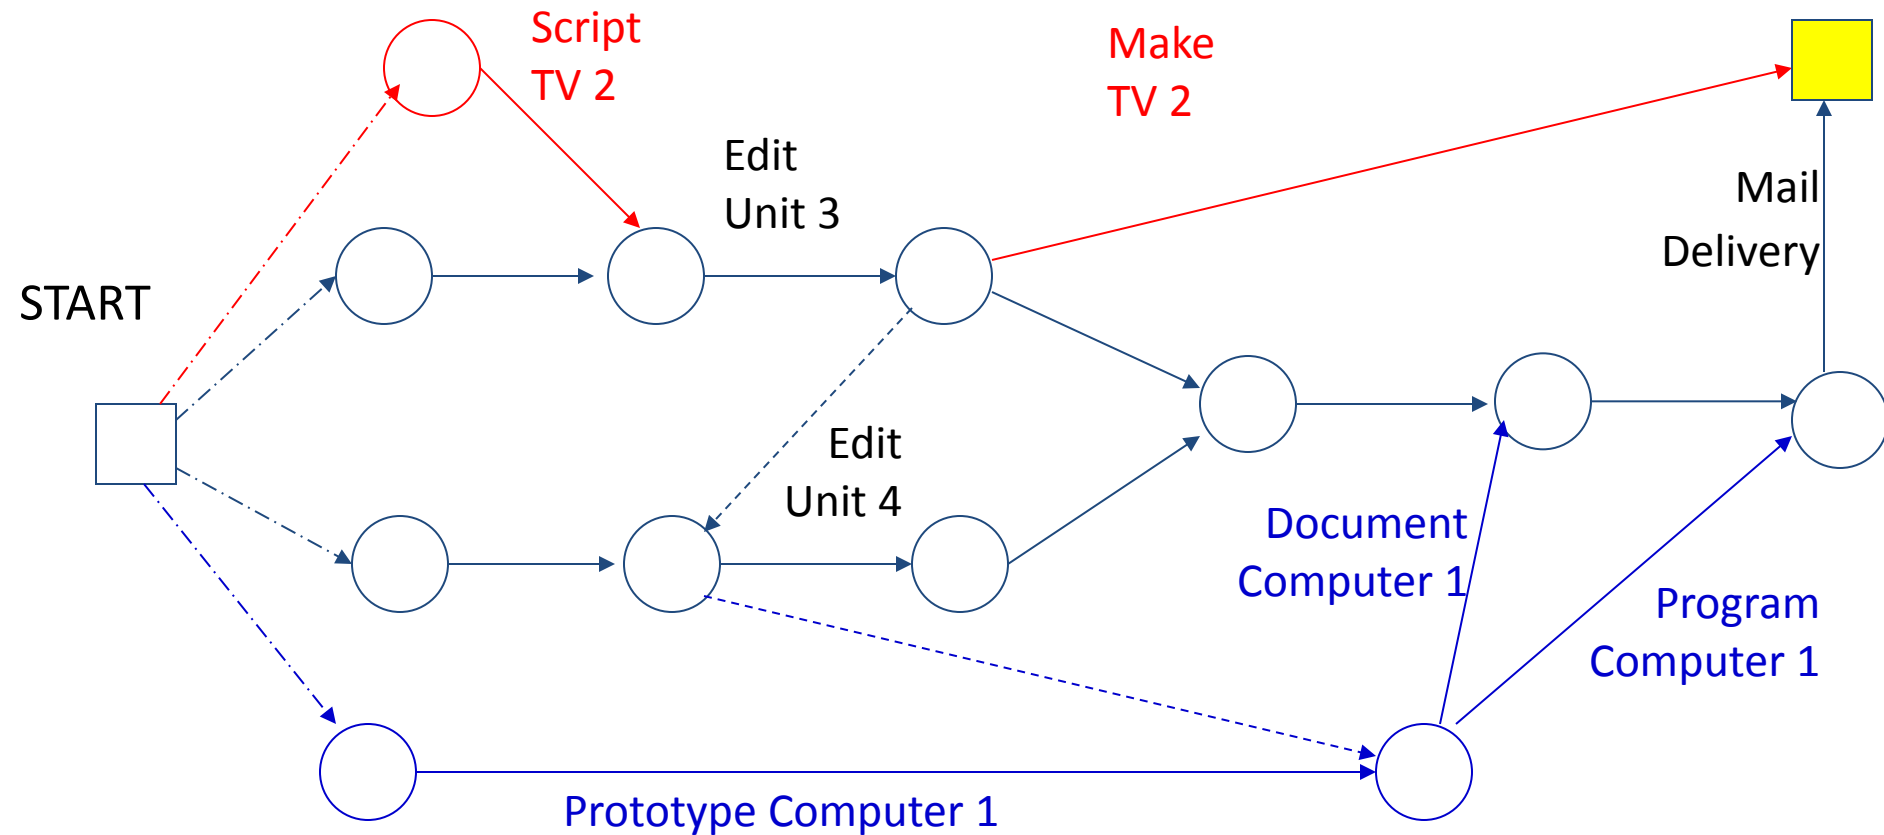 Script
TV 2
Make
TV 2
Edit
Unit 3
Mail
Delivery
START
Edit
Unit 4
Document
Computer 1
Program
Computer 1
Prototype Computer 1